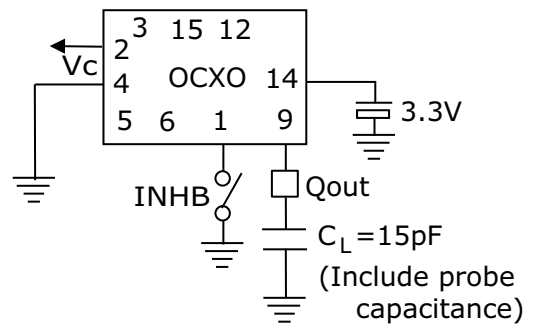 3 15 12
2
Vc
4 OCXO 14
3.3V
5 6 1 9
INHB
Qout
CL=15pF
(Include probe
capacitance)